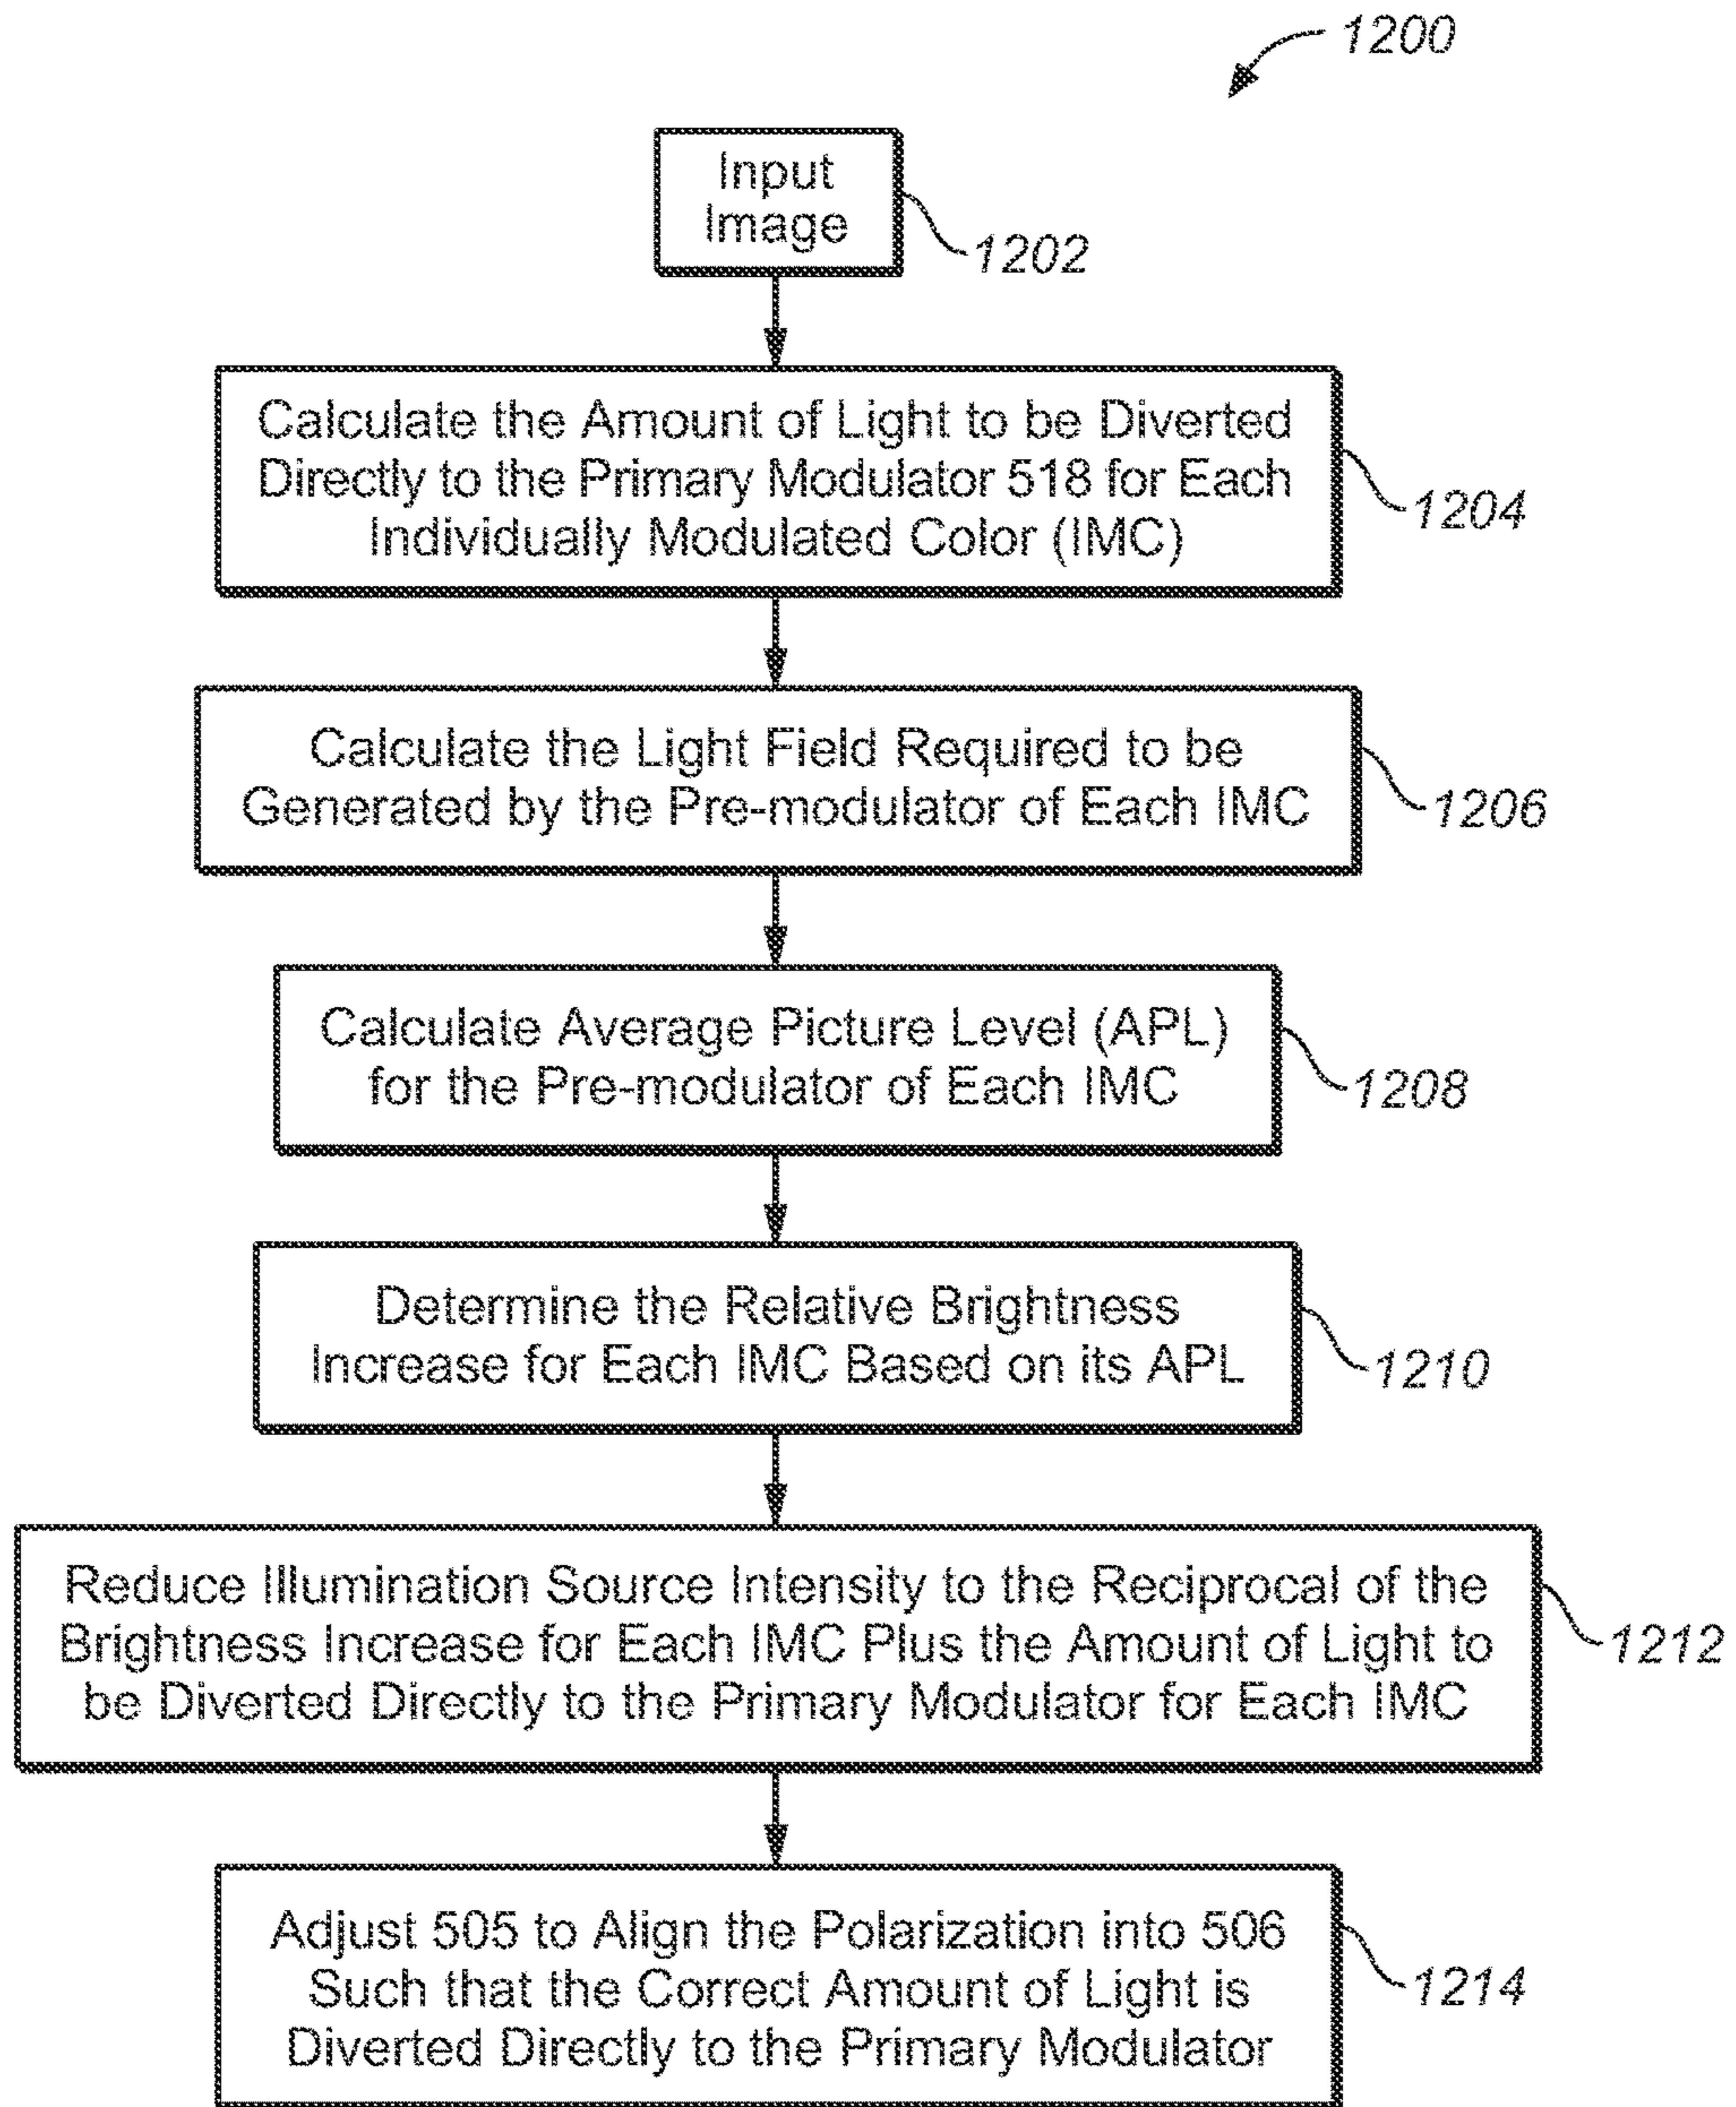 1200
Input
Image
1202
Calculate the Amount of Light to be Diverted
Directly to the Primary Modulator 518 for Each
Individually Modulated Color (IMC)
1204
Calculate the Light Field Required to be
Generated by the Pre-modulator of Each IMC
1206
Calculate Average Picture Level (APL)
for the Pre-modulator of Each IMC
1208
Determine the Relative Brightness
Increase for Each IMC Based on its APL
1210
Reduce Illumination Source Intensity to the Reciprocal of the
Brightness Increase for Each IMC Plus the Amount of Light to
be Diverted Directly to the Primary Modulator for Each IMC
1212
Adjust 505 to Align the Polarization into 506
Such that the Correct Amount of Light is
Diverted Directly to the Primary Modulator
1214